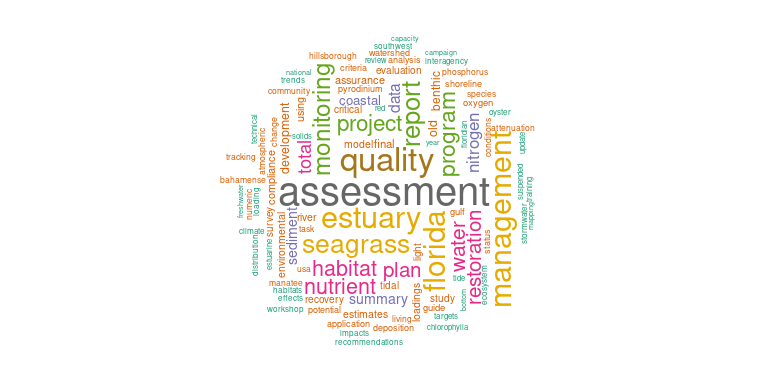 capacity
southwest
hillsborough
watershed
campaign
review
analysis
interagency
criteria
national
evaluation
phosphorus
trends
assurance
shoreline
community
pyrodinium
species
coastal
data
benthic
oxygen
using
critical
red
report
program
oyster
monitoring
project
old
floridan
nitrogen
conditions
attenuation
technical
atmospheric
change
development
solids
total
model
final
year
update
tracking
quality
compliance
bahamense
assessment
suspended
training
freshwater
numeric
loading
survey
environmental
sediment
river
estuary
gulf
florida
water
restoration
status
management
stormwater
mapping
climate
task
distribution
estuarine
seagrass
light
usa
habitat
plan
tide
ecosystem
manatee
nutrient
tidal
habitats
effects
recovery
summary
loadings
study
bottom
workshop
potential
estimates
guide
living
targets
application
deposition
chlorophylla
impacts
recommendations